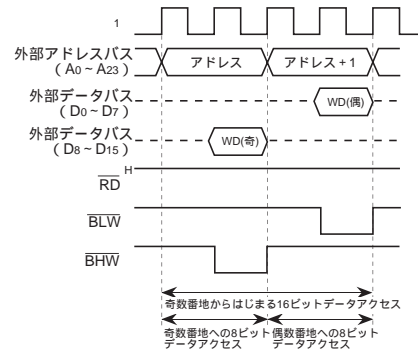 1
外部アドレスバス
（A0～A23）
アドレス
アドレス+1
外部データバス
（D0～D7）
WD(偶)
外部データバス
（D8～D15）
WD(奇)
H
RD
BLW
BHW
奇数番地からはじまる16ビットデータアクセス
奇数番地への8ビット
データアクセス
偶数番地への8ビット
データアクセス